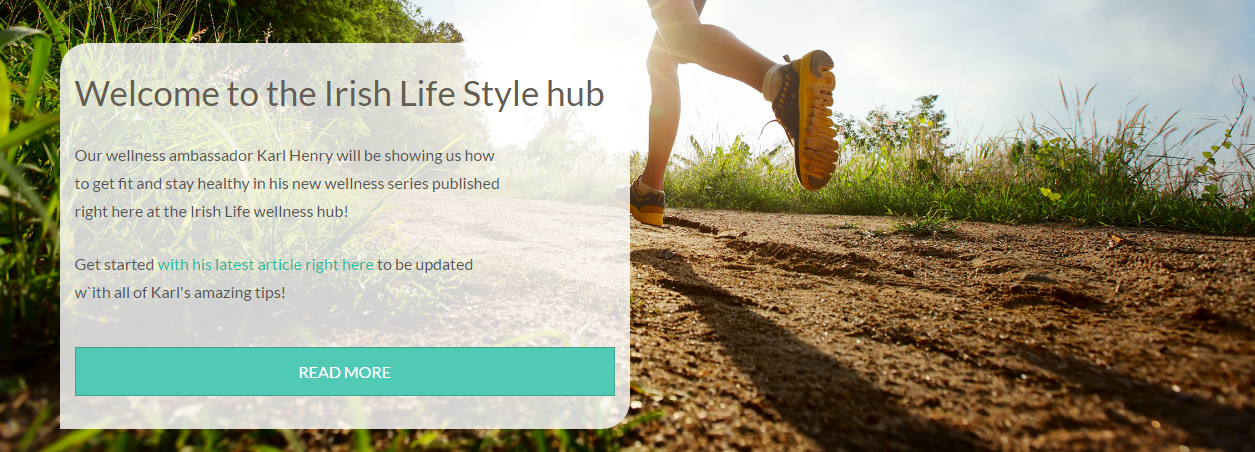 Welcome to the Irish Life Style hub
Our wellness ambassador Karl Henry will be showing us how
to get fit and stay healthy in his new wellness series published
right here at the Irish Life wellness hub!
Get started with his latest article right here to be updated
w`ith all of Karl's amazing tips!
READ MORE